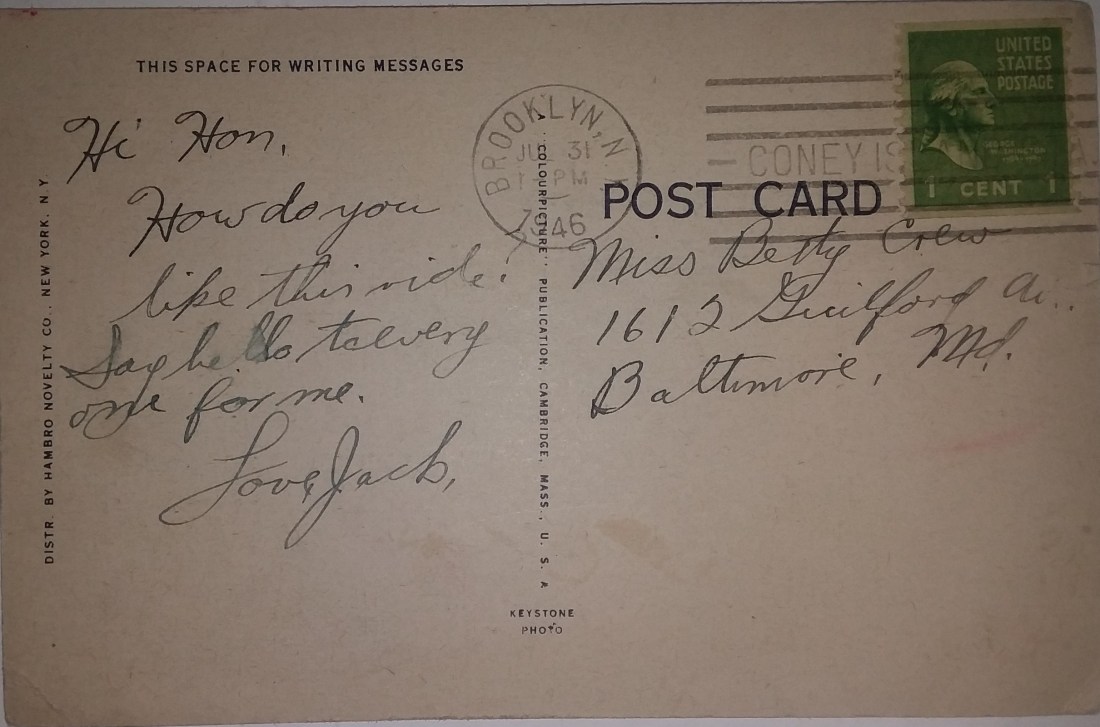 THIS SPACE FOR WRITING MESSAGES
Hi Hon,
How do you
like this ride?
Say hello to every
one for me.
Love, Jack,
DISTR. BY HAMBRO NOVELTY CO., NEW YORK, N.Y.
"COLOURPICTURE" PUBLICATION, CAMBRIDGE, MASS., U. S. A
KEYSTONE
PHOTO
BROOKLYN, N
JUL 31
PM
1946
CONEY IS
UNITED
STATES
POSTAGE
GEORGE
WASHINGTON
1 CENT 1
POST CARD
Miss Betty Crew
1612 Guilford Av.
Baltimore, Md.